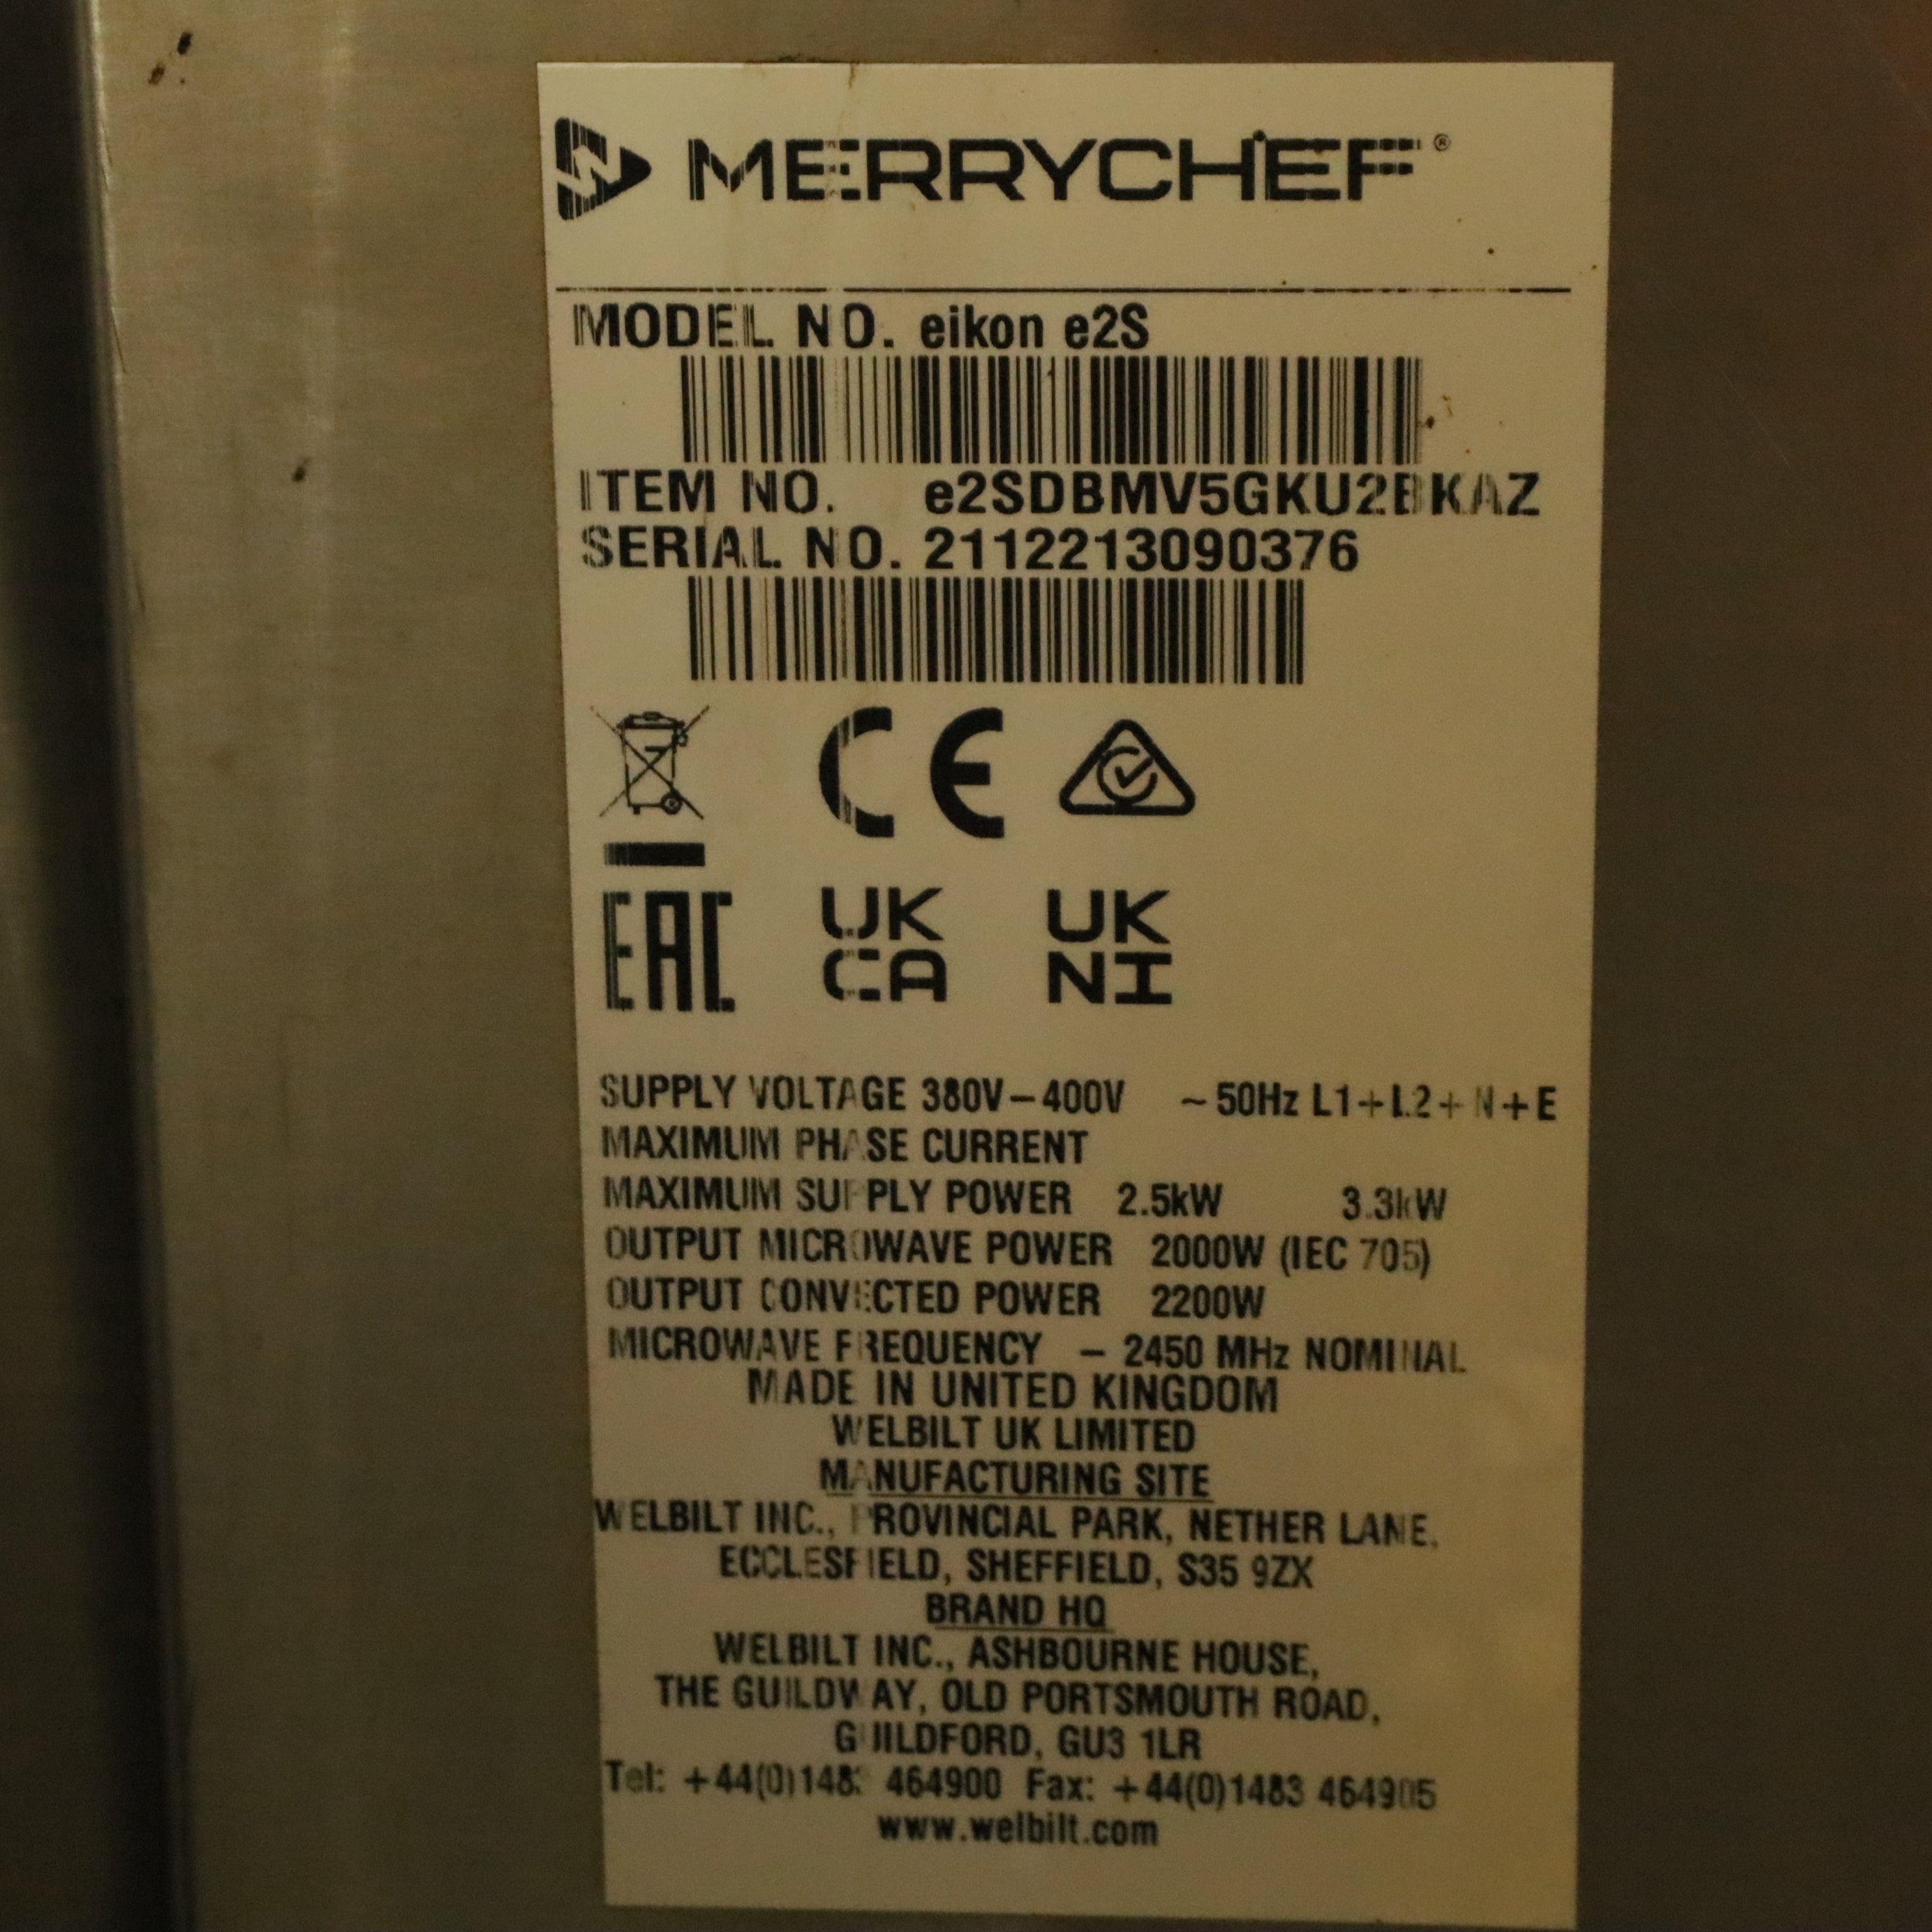 MERRYCHEF®
MODEL NO. eikon e2S
ITEM NO. e2SDBMV5GKU2BKAZ
SERIAL NO. 2112213090376
CE
EAC
UK
CA
UK
NI
SUPPLY VOLTAGE 380V–400V ~50Hz L1+L2+N+E
MAXIMUM PHASE CURRENT
MAXIMUM SUPPLY POWER 2.5kW 3.3kW
OUTPUT MICROWAVE POWER 2000W (IEC 705)
OUTPUT CONVECTED POWER 2200W
MICROWAVE FREQUENCY – 2450 MHz NOMINAL
MADE IN UNITED KINGDOM
WELBILT UK LIMITED
MANUFACTURING SITE
WELBILT INC., PROVINCIAL PARK, NETHER LANE,
ECCLESFIELD, SHEFFIELD, S35 9ZX
BRAND HQ
WELBILT INC., ASHBOURNE HOUSE,
THE GUILDWAY, OLD PORTSMOUTH ROAD,
GUILDFORD, GU3 1LR
Tel: +44(0)1483 464900 Fax: +44(0)1483 464905
www.welbilt.com